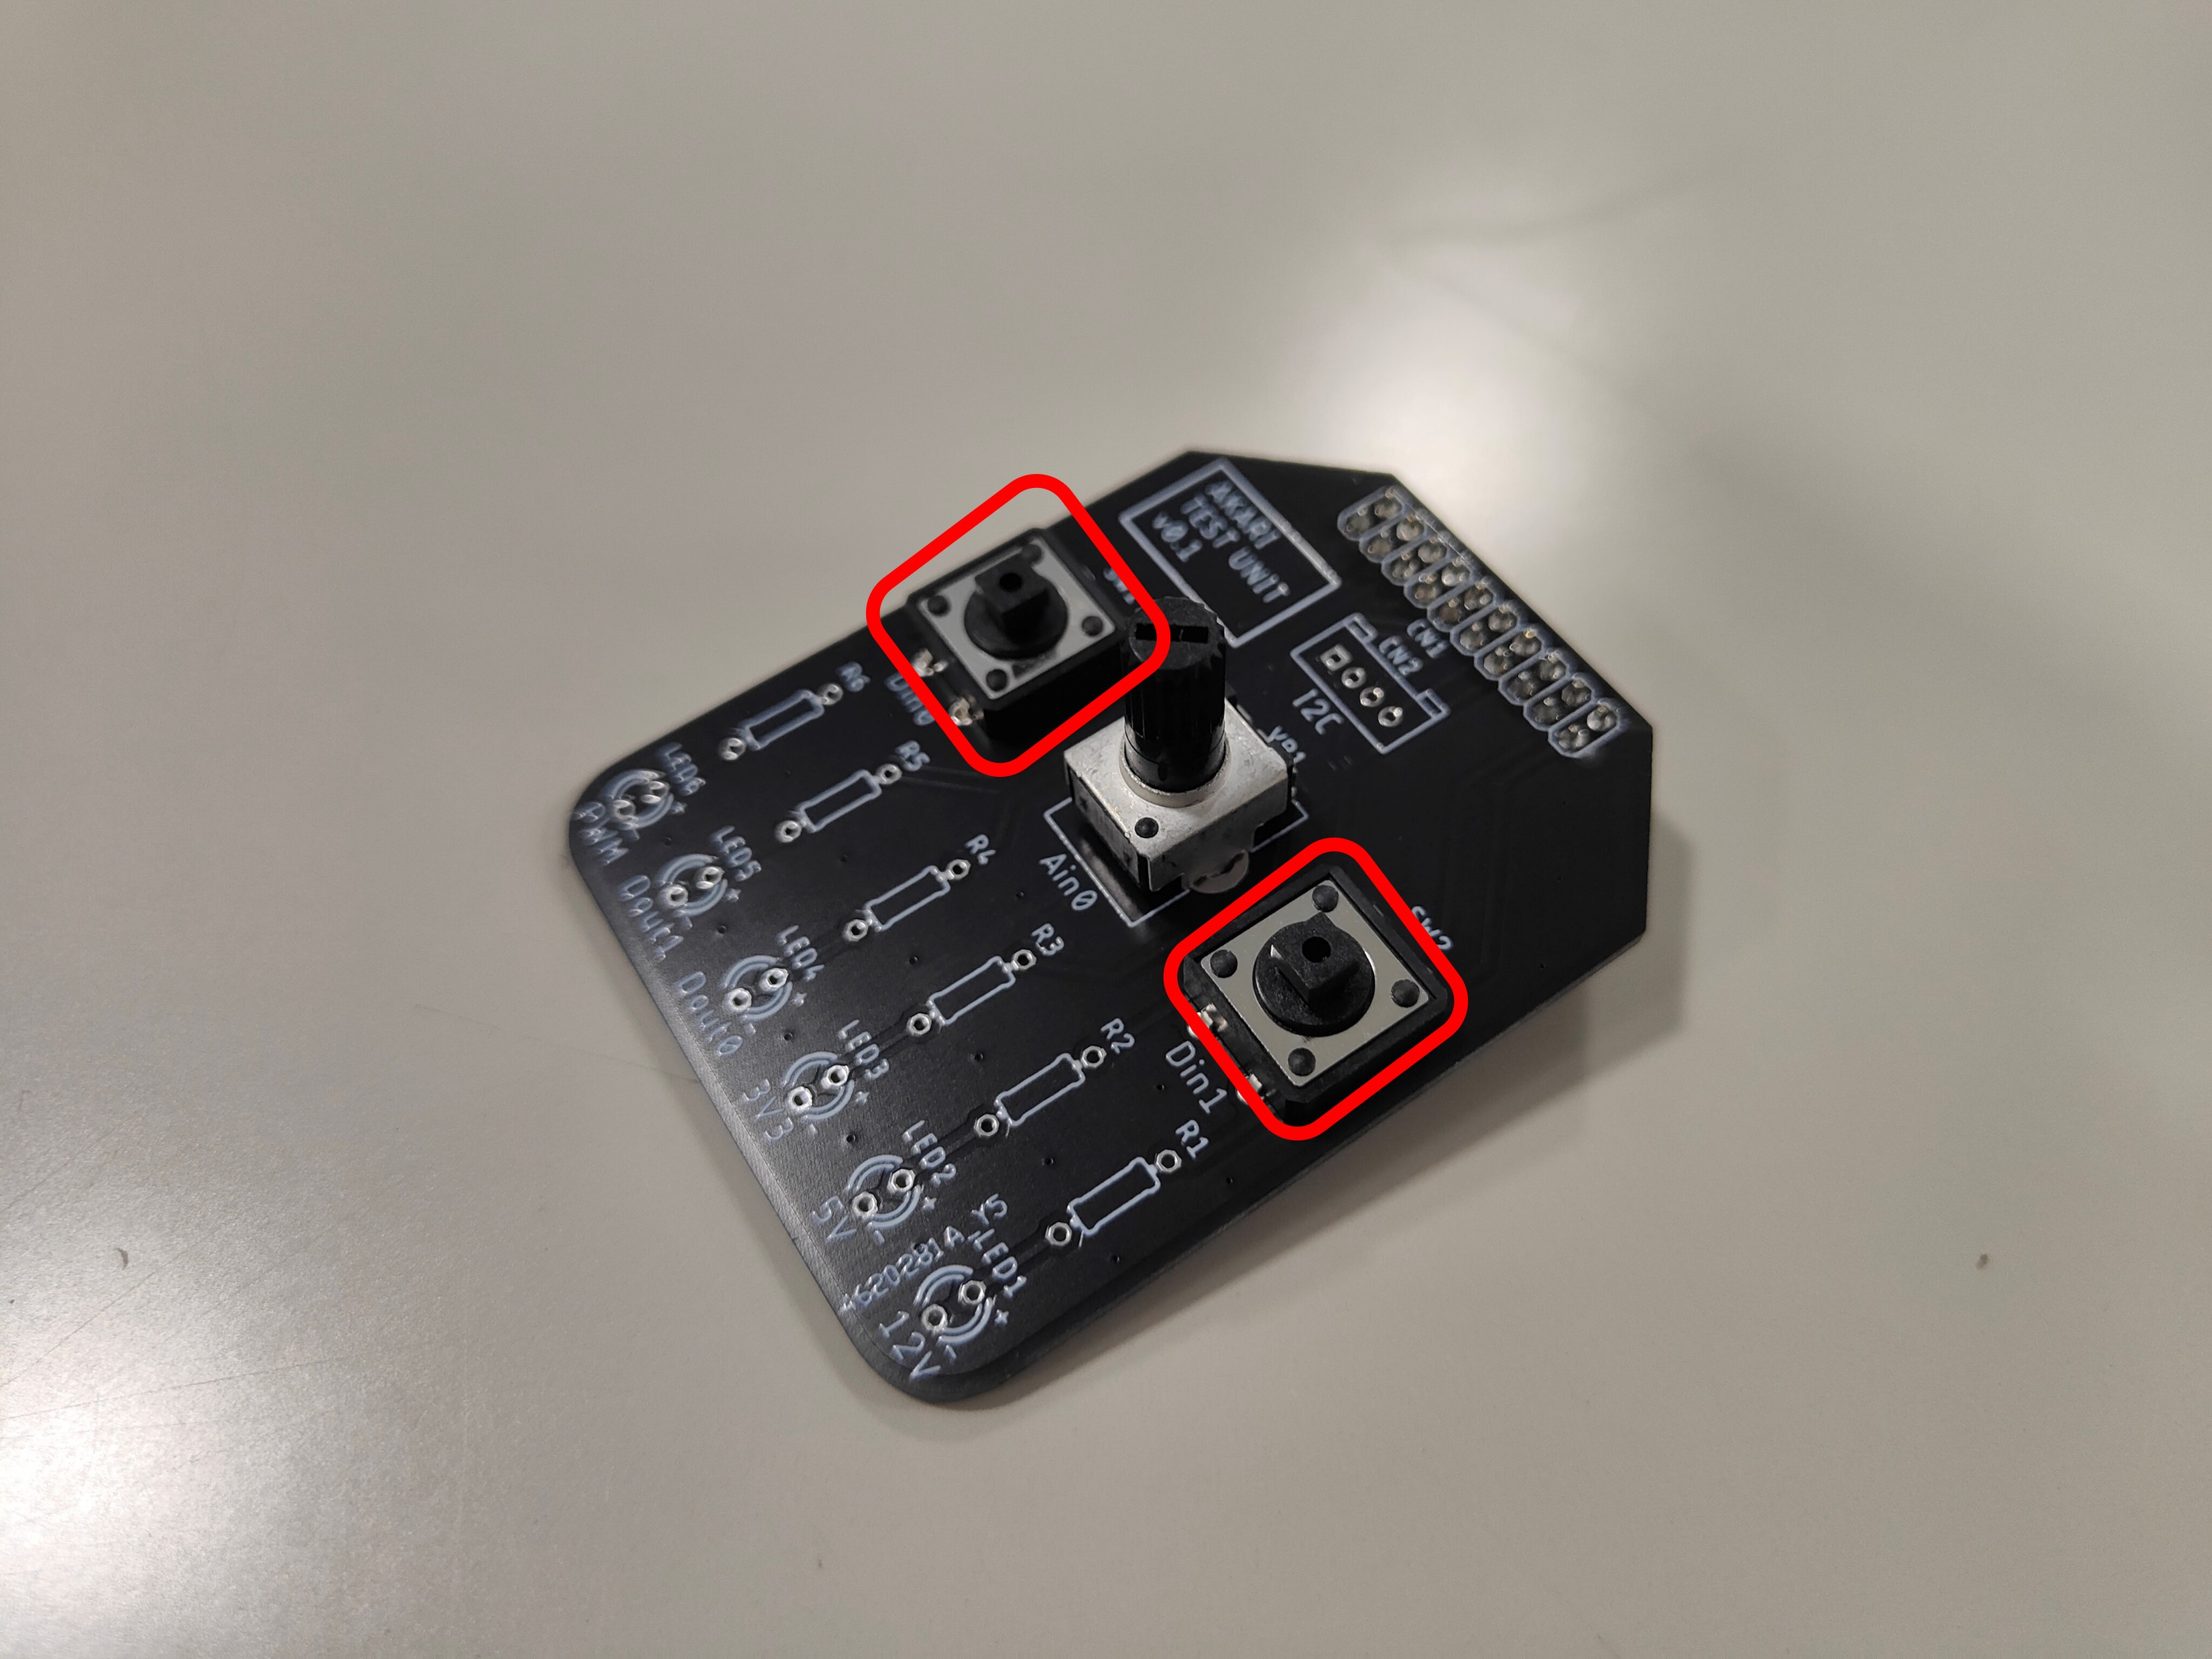 AKARI
TEST UNIT
v0.1
CN1
CN2
I2C
Din0
R6
LED6
+
-
PWM
R5
LED5
+
-
Dout1
R4
LED4
+
-
Dout0
R3
LED3
+
3V3
R2
LED2
+
-
5V
R1
LED1
+
-
12V
Ain0
VR1
SW2
Din1